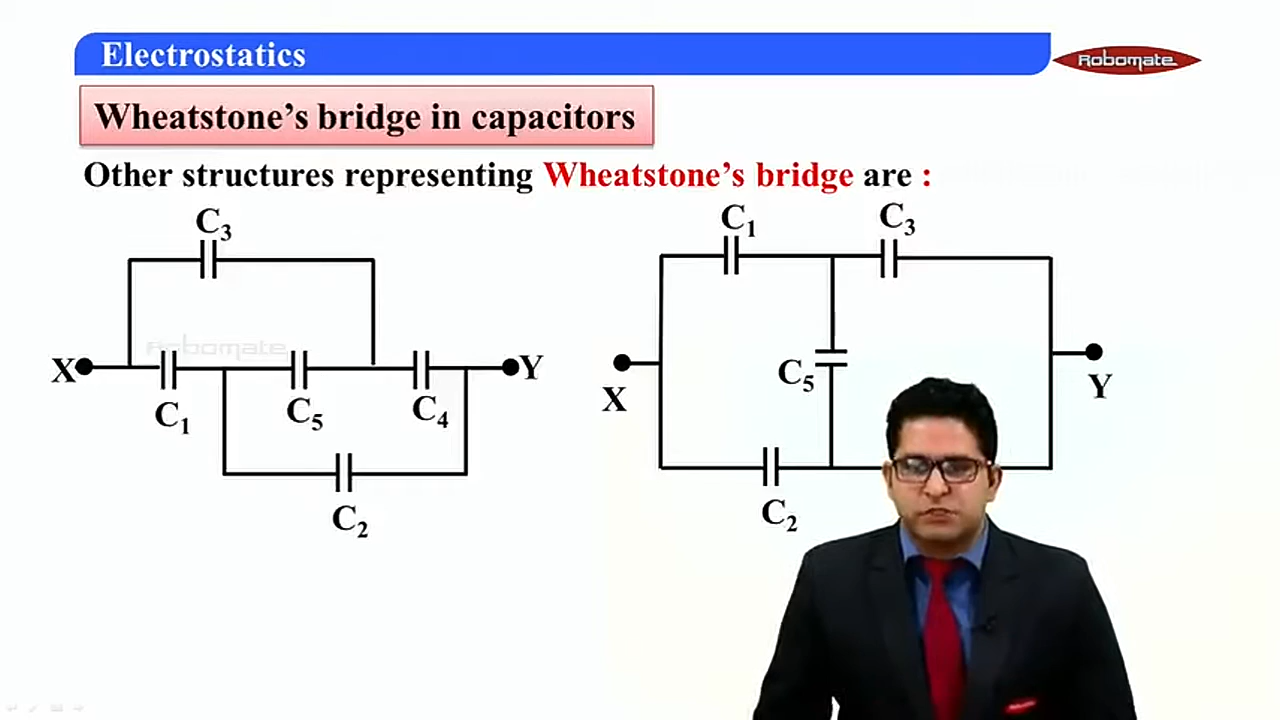 Electrostatics
Robomate
Wheatstone's bridge in capacitors
Other structures representing Wheatstone's bridge are :
C3
C1
C3
Robomate
X
Y
C1
C5
C4
C5
X
Y
C2
C2